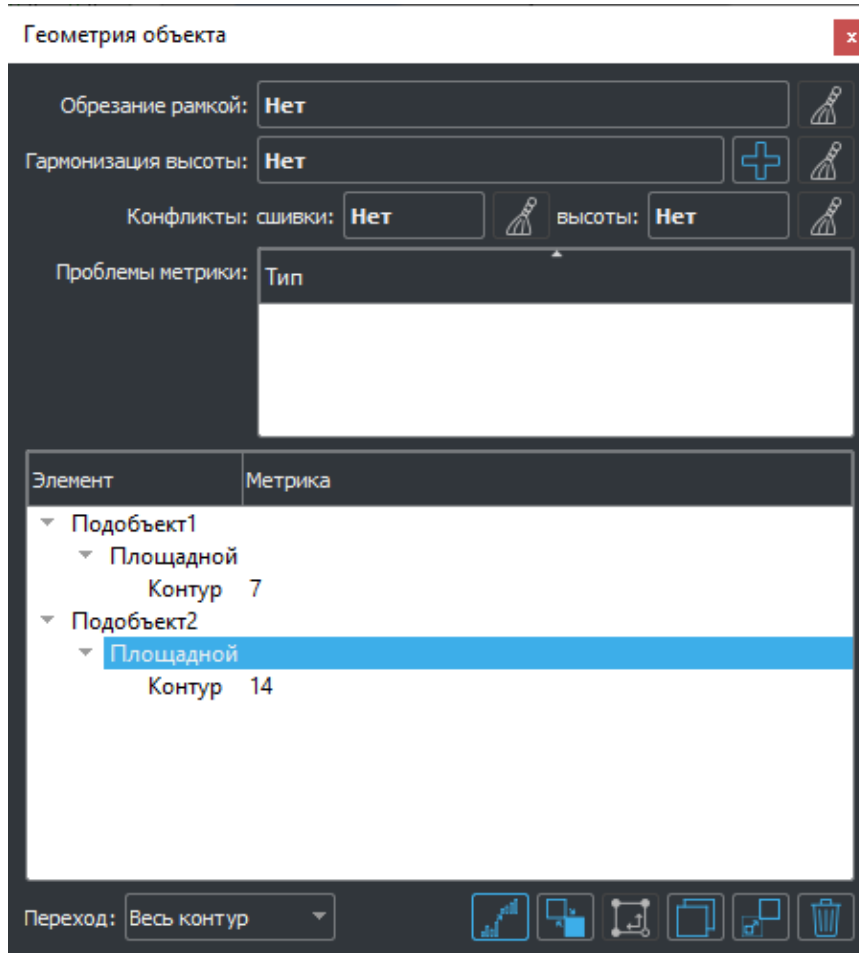 Геометрия объекта
x
Обрезание рамкой: Нет
Гармонизация высоты: Нет
Конфликты: сшивки: Нет высоты: Нет
Проблемы метрики: Тип
Элемент Метрика
Подобъект1
Площадной
Контур 7
Подобъект2
Площадной
Контур 14
Переход: Весь контур